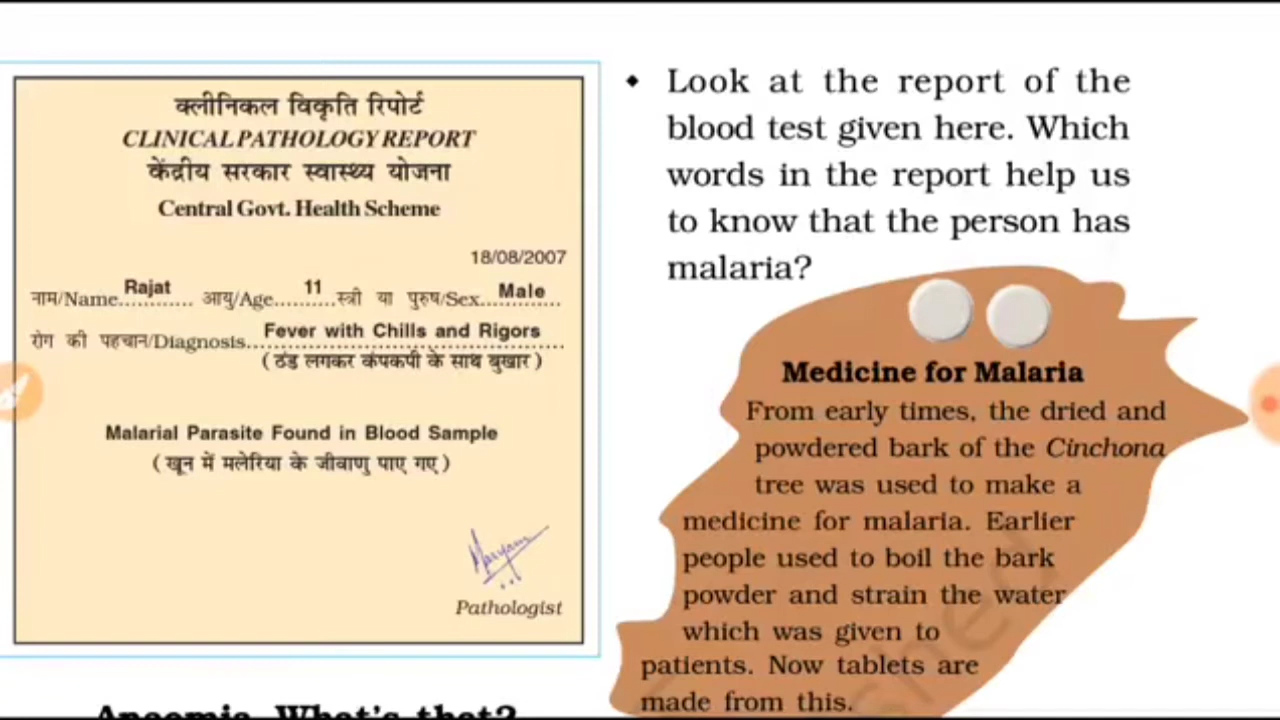 क्लीनिकल विकृति रिपोर्ट
CLINICAL PATHOLOGY REPORT
केंद्रीय सरकार स्वास्थ्य योजना
Central Govt. Health Scheme
18/08/2007
नाम/Name.Rajat............ आयु/Age.....11.....स्त्री या पुरुष/Sex...Male.....
रोग की पहचान/Diagnosis...Fever with Chills and Rigors...
( ठंड लगकर कंपकपी के साथ बुखार )
Malarial Parasite Found in Blood Sample
( खून में मलेरिया के जीवाणु पाए गए )
Maryam
Pathologist
Anaemia, What's that?
◆ Look at the report of the
blood test given here. Which
words in the report help us
to know that the person has
malaria?
Medicine for Malaria
From early times, the dried and
powdered bark of the Cinchona
tree was used to make a
medicine for malaria. Earlier
people used to boil the bark
powder and strain the water
which was given to
patients. Now tablets are
made from this.